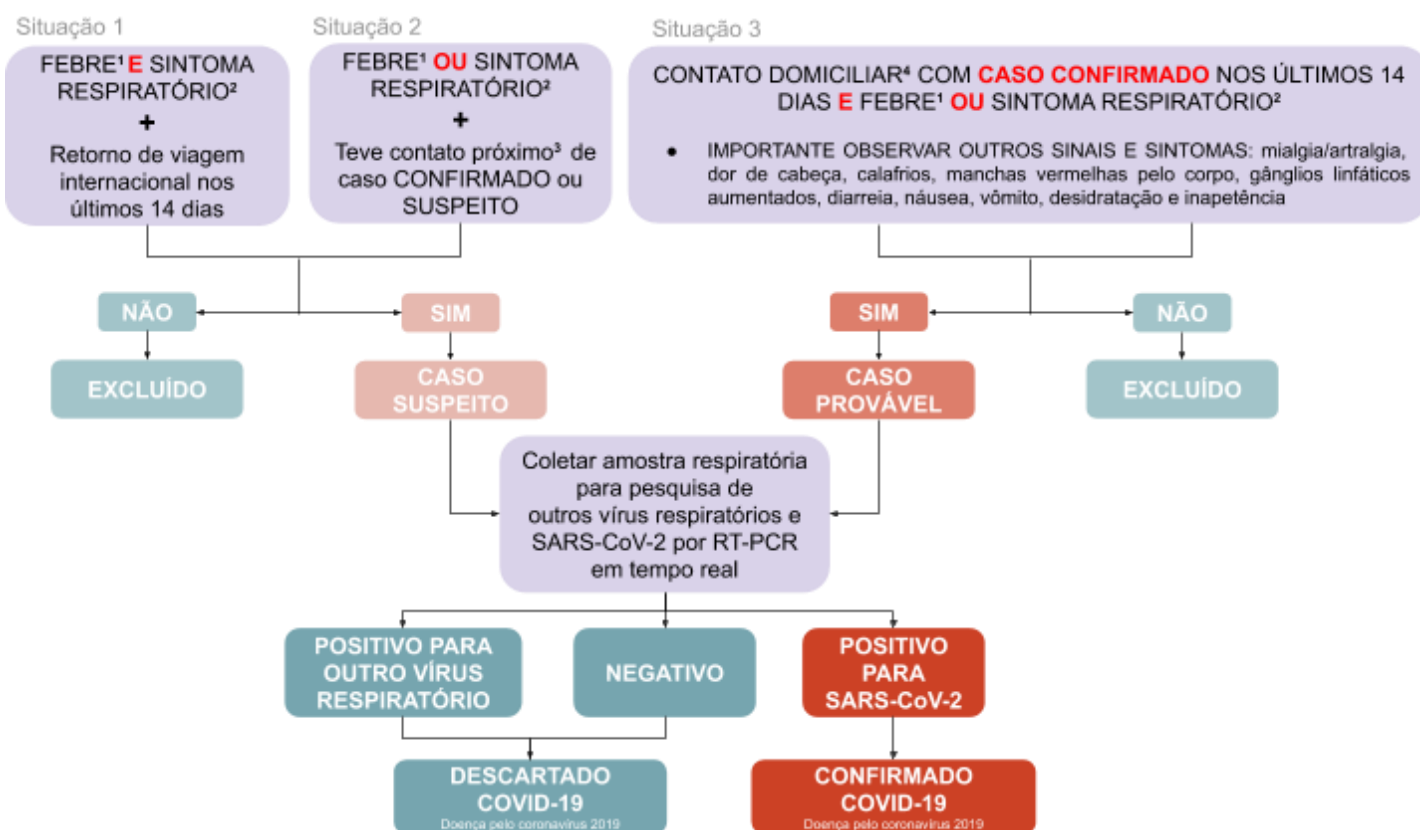 Situação 1
FEBRE¹ E SINTOMA
RESPIRATÓRIO²
+
Retorno de viagem
internacional nos
últimos 14 dias
Situação 2
FEBRE¹ OU SINTOMA
RESPIRATÓRIO²
+
Teve contato próximo³ de
caso CONFIRMADO ou
SUSPEITO
Situação 3
CONTATO DOMICILIAR⁴ COM CASO CONFIRMADO NOS ÚLTIMOS 14
DIAS E FEBRE¹ OU SINTOMA RESPIRATÓRIO²
● IMPORTANTE OBSERVAR OUTROS SINAIS E SINTOMAS: mialgia/artralgia,
dor de cabeça, calafrios, manchas vermelhas pelo corpo, gânglios linfáticos
aumentados, diarreia, náusea, vômito, desidratação e inapetência
NÃO
SIM
SIM
NÃO
EXCLUÍDO
CASO
SUSPEITO
CASO
PROVÁVEL
EXCLUÍDO
Coletar amostra respiratória
para pesquisa de
outros vírus respiratórios e
SARS-CoV-2 por RT-PCR
em tempo real
POSITIVO PARA
OUTRO VÍRUS
RESPIRATÓRIO
NEGATIVO
POSITIVO
PARA
SARS-CoV-2
DESCARTADO
COVID-19
Doença pelo coronavírus 2019
CONFIRMADO
COVID-19
Doença pelo coronavírus 2019